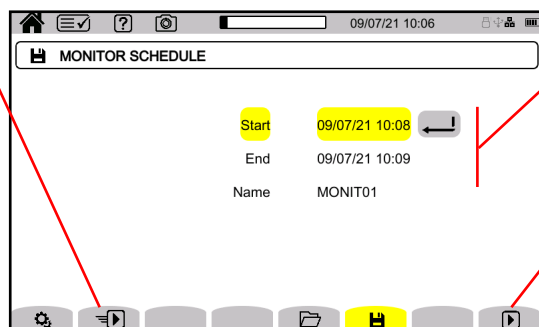 09/07/21 10:06
MONITOR SCHEDULE
Start 09/07/21 10:08
End 09/07/21 10:09
Name MONIT01